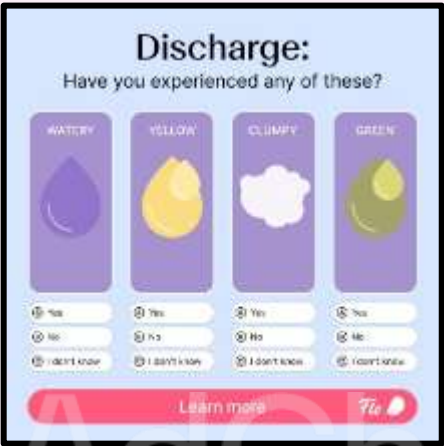 Discharge:
Have you experienced any of these?
WATERY YELLOW CLUMPY GREEN
Yes Yes Yes Yes
No No No No
I don't know I don't know I don't know I don't know
Learn more Flo